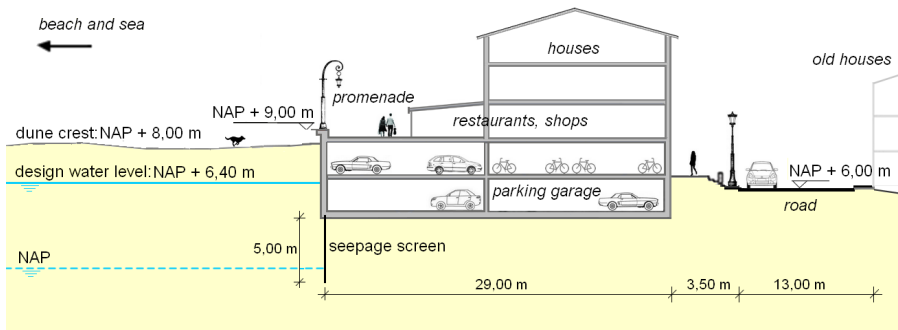 beach and sea
houses
old houses
promenade
NAP + 9,00 m
restaurants, shops
dune crest: NAP + 8,00 m
design water level: NAP + 6,40 m
NAP + 6,00 m
parking garage
road
5,00 m
seepage screen
NAP
29,00 m
3,50 m
13,00 m